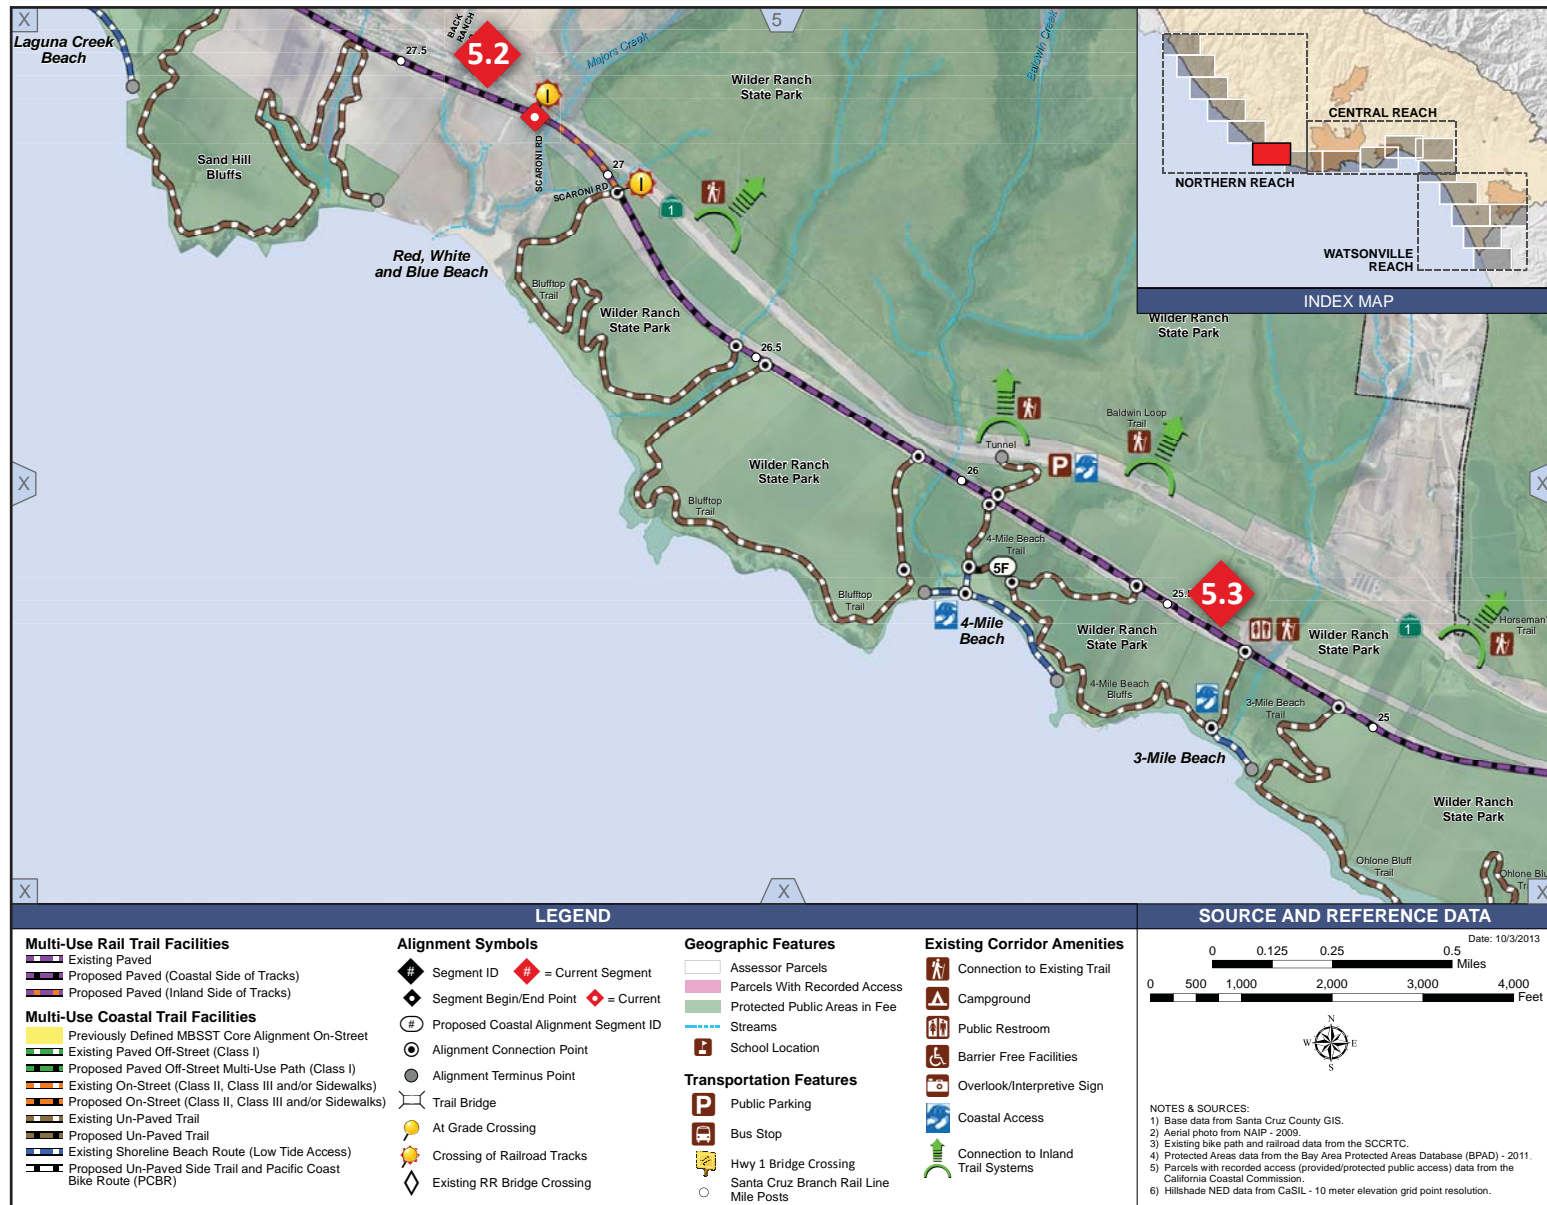 X
5
Laguna Creek
Beach
27.5
BACK
RANCH
5.2
Majors Creek
Baldwin Creek
Wilder Ranch
State Park
Sand Hill
Bluffs
SCARONI RD
27
SCARONI RD
1
Red, White
and Blue Beach
Blufftop
Trail
Wilder Ranch
State Park
26.5
CENTRAL REACH
NORTHERN REACH
WATSONVILLE
REACH
INDEX MAP
Wilder Ranch
State Park
Baldwin Loop
Trail
Tunnel
P
Wilder Ranch
State Park
26
X
X
Blufftop
Trail
4-Mile Beach
Trail
5F
Blufftop
Trail
25.
5.3
4-Mile
Beach
Wilder Ranch
State Park
Wilder Ranch
State Park
1
Horseman'
Trail
4-Mile Beach
Bluffs
3-Mile Beach
Trail
25
3-Mile Beach
Wilder Ranch
State Park
Ohlone Bluff
Trail
Ohlone Blu
X
X
X
LEGEND
Multi-Use Rail Trail Facilities
Existing Paved
Proposed Paved (Coastal Side of Tracks)
Proposed Paved (Inland Side of Tracks)
Multi-Use Coastal Trail Facilities
Previously Defined MBSST Core Alignment On-Street
Existing Paved Off-Street (Class I)
Proposed Paved Off-Street Multi-Use Path (Class I)
Existing On-Street (Class II, Class III and/or Sidewalks)
Proposed On-Street (Class II, Class III and/or Sidewalks)
Existing Un-Paved Trail
Proposed Un-Paved Trail
Existing Shoreline Beach Route (Low Tide Access)
Proposed Un-Paved Side Trail and Pacific Coast
Bike Route (PCBR)
Alignment Symbols
# Segment ID # = Current Segment
Segment Begin/End Point = Current
# Proposed Coastal Alignment Segment ID
Alignment Connection Point
Alignment Terminus Point
Trail Bridge
At Grade Crossing
Crossing of Railroad Tracks
Existing RR Bridge Crossing
Geographic Features
Assessor Parcels
Parcels With Recorded Access
Protected Public Areas in Fee
Streams
School Location
Transportation Features
P Public Parking
Bus Stop
Hwy 1 Bridge Crossing
Santa Cruz Branch Rail Line
Mile Posts
Existing Corridor Amenities
Connection to Existing Trail
Campground
Public Restroom
Barrier Free Facilities
Overlook/Interpretive Sign
Coastal Access
Connection to Inland
Trail Systems
SOURCE AND REFERENCE DATA
Date: 10/3/2013
0 0.125 0.25 0.5
Miles
0 500 1,000 2,000 3,000 4,000
Feet
N
W E
S
NOTES & SOURCES:
1) Base data from Santa Cruz County GIS.
2) Aerial photo from NAIP - 2009.
3) Existing bike path and railroad data from the SCCRTC.
4) Protected Areas data from the Bay Area Protected Areas Database (BPAD) - 2011.
5) Parcels with recorded access (provided/protected public access) data from the
California Coastal Commission.
6) Hillshade NED data from CaSIL - 10 meter elevation grid point resolution.